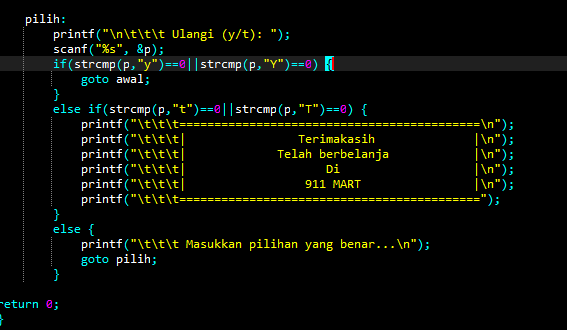 pilih:
printf("\n\t\t\t Ulangi (y/t): ");
scanf("%s", &p);
if(strcmp(p,"y")==0||strcmp(p,"Y")==0) {
goto awal;
}
else if(strcmp(p,"t")==0||strcmp(p,"T")==0) {
printf("\t\t\t===========================================\n");
printf("\t\t\t|                Terimakasih              |\n");
printf("\t\t\t|             Telah berbelanja            |\n");
printf("\t\t\t|                    Di                   |\n");
printf("\t\t\t|                 911 MART                |\n");
printf("\t\t\t===========================================");
}
else {
printf("\t\t\t Masukkan pilihan yang benar...\n");
goto pilih;
}
return 0;
}